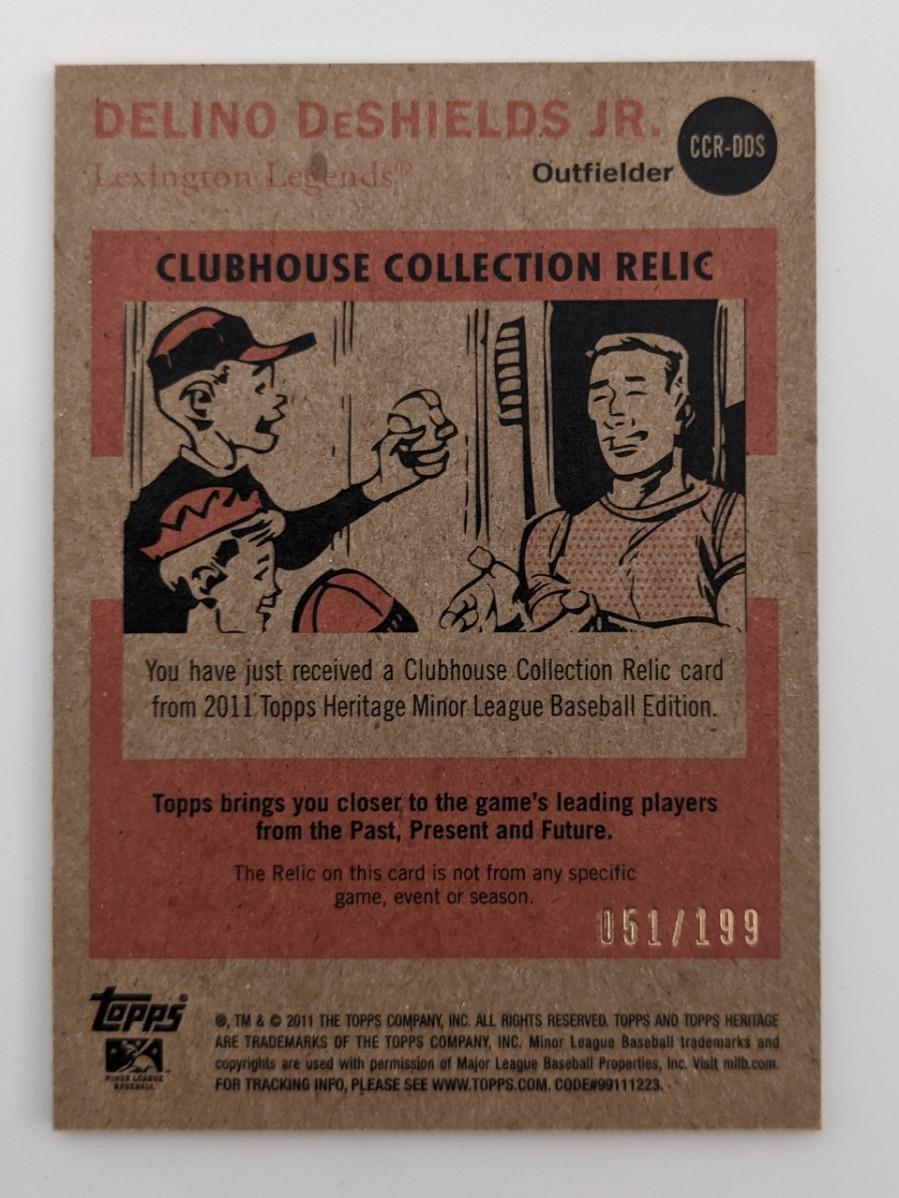 DELINO DeSHIELDS JR.
Lexington Legends®
Outfielder
CCR-DDS
CLUBHOUSE COLLECTION RELIC
You have just received a Clubhouse Collection Relic card
from 2011 Topps Heritage Minor League Baseball Edition.
Topps brings you closer to the game's leading players
from the Past, Present and Future.
The Relic on this card is not from any specific
game, event or season.
051/199
topps®
MINOR LEAGUE
BASEBALL
®, TM & © 2011 THE TOPPS COMPANY, INC. ALL RIGHTS RESERVED. TOPPS AND TOPPS HERITAGE
ARE TRADEMARKS OF THE TOPPS COMPANY, INC. Minor League Baseball trademarks and
copyrights are used with permission of Major League Baseball Properties, Inc. Visit milb.com.
FOR TRACKING INFO, PLEASE SEE WWW.TOPPS.COM. CODE#99111223.